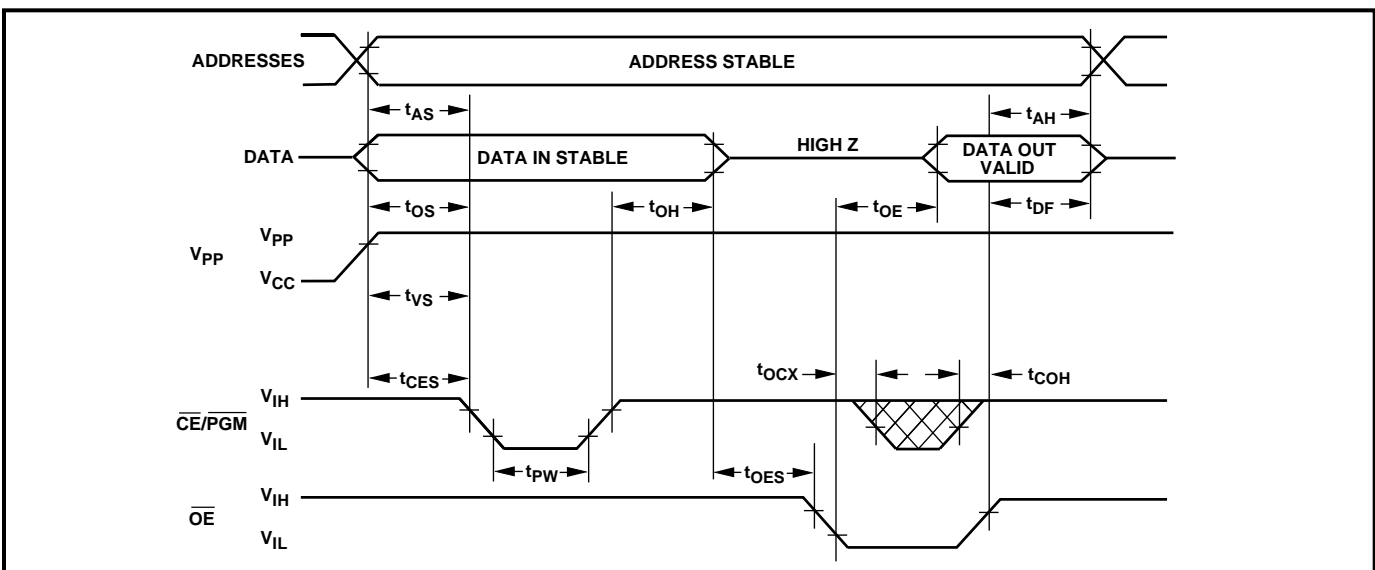 ADDRESSES
ADDRESS STABLE
tAS
tAH
DATA
DATA IN STABLE
HIGH Z
DATA OUT
VALID
tOS
tOH
tOE
tDF
VPP
VPP
VCC
tVS
tCES
tOCX
tCOH
CE/PGM
VIH
VIL
tPW
tOES
OE
VIH
VIL